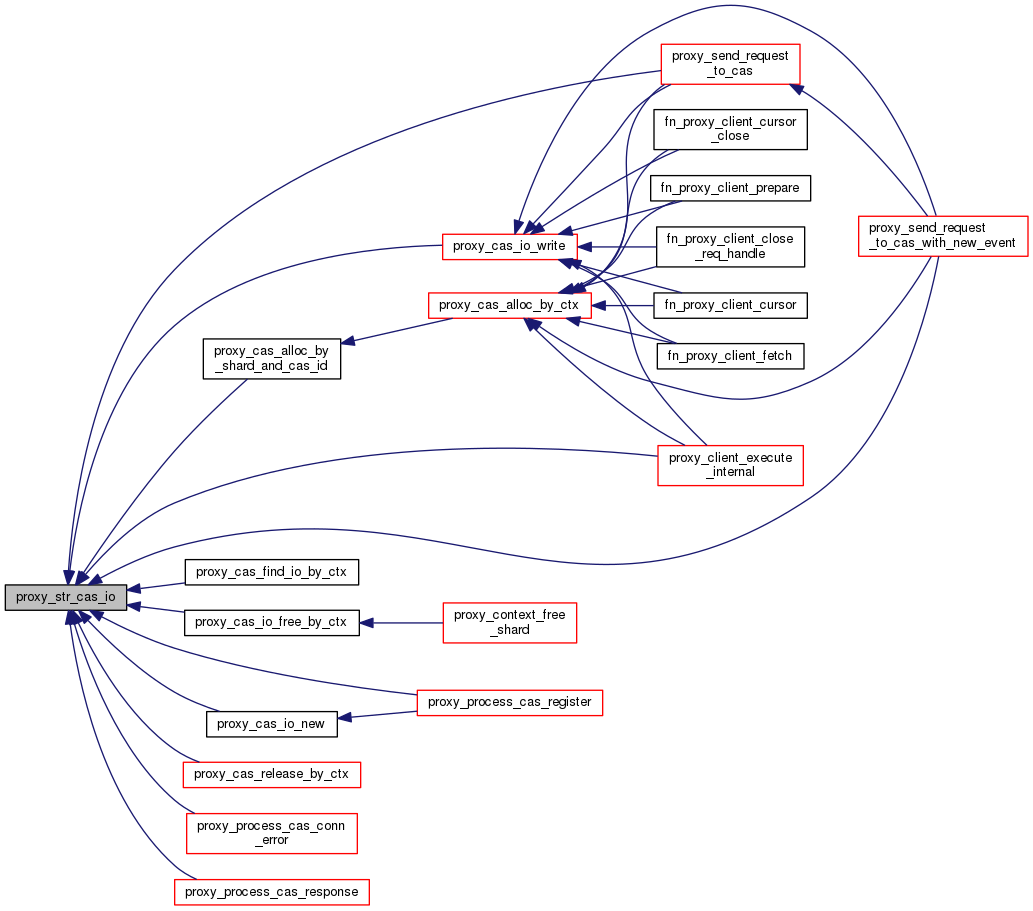 proxy_send_request
_to_cas
fn_proxy_client_cursor
_close
fn_proxy_client_prepare
proxy_send_request
_to_cas_with_new_event
proxy_cas_io_write
fn_proxy_client_close
_req_handle
proxy_cas_alloc_by_ctx
fn_proxy_client_cursor
proxy_cas_alloc_by
_shard_and_cas_id
fn_proxy_client_fetch
proxy_client_execute
_internal
proxy_cas_find_io_by_ctx
proxy_str_cas_io
proxy_cas_io_free_by_ctx
proxy_context_free
_shard
proxy_process_cas_register
proxy_cas_io_new
proxy_cas_release_by_ctx
proxy_process_cas_conn
_error
proxy_process_cas_response